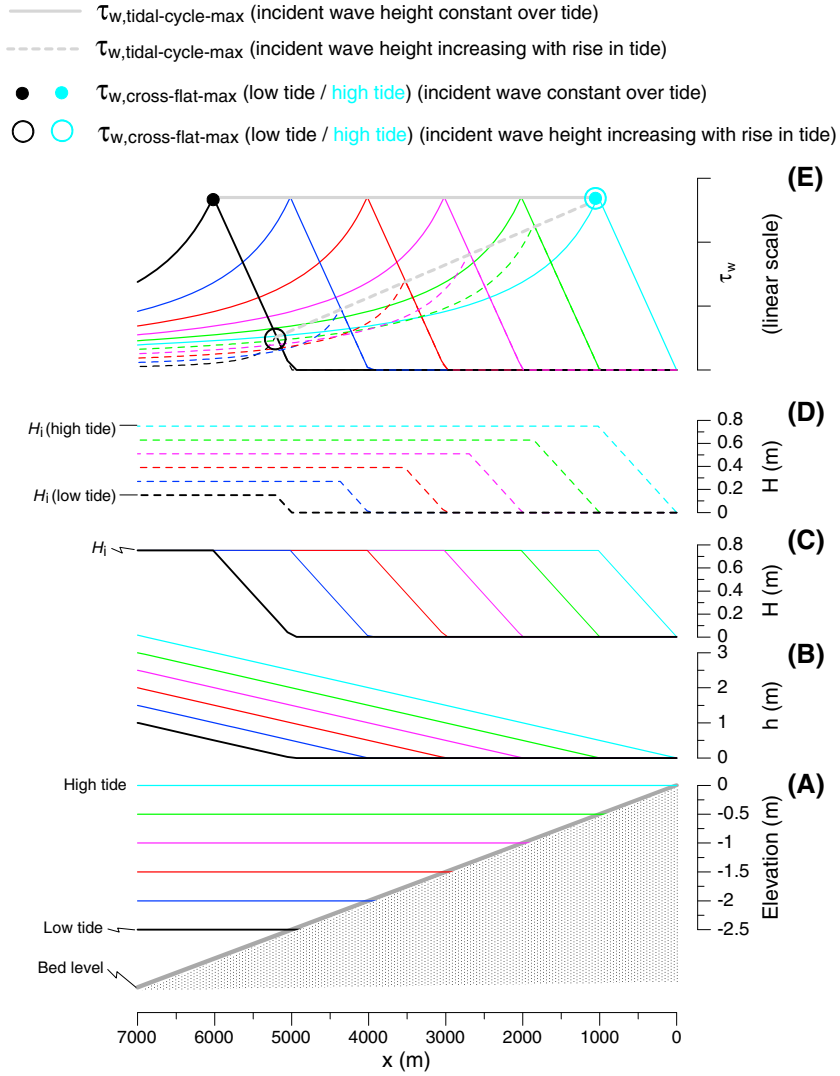 τw,tidal-cycle-max (incident wave height constant over tide)
τw,tidal-cycle-max (incident wave height increasing with rise in tide)
τw,cross-flat-max (low tide / high tide) (incident wave constant over tide)
τw,cross-flat-max (low tide / high tide) (incident wave height increasing with rise in tide)
(E)
τw
(linear scale)
(D)
Hi (high tide)
Hi (low tide)
0.8
0.6
0.4
0.2
0
H (m)
(C)
Hi
0.8
0.6
0.4
0.2
0
H (m)
(B)
3
2
1
0
h (m)
(A)
High tide
Low tide
Bed level
0
-0.5
-1
-1.5
-2
-2.5
Elevation (m)
7000 6000 5000 4000 3000 2000 1000 0
x (m)